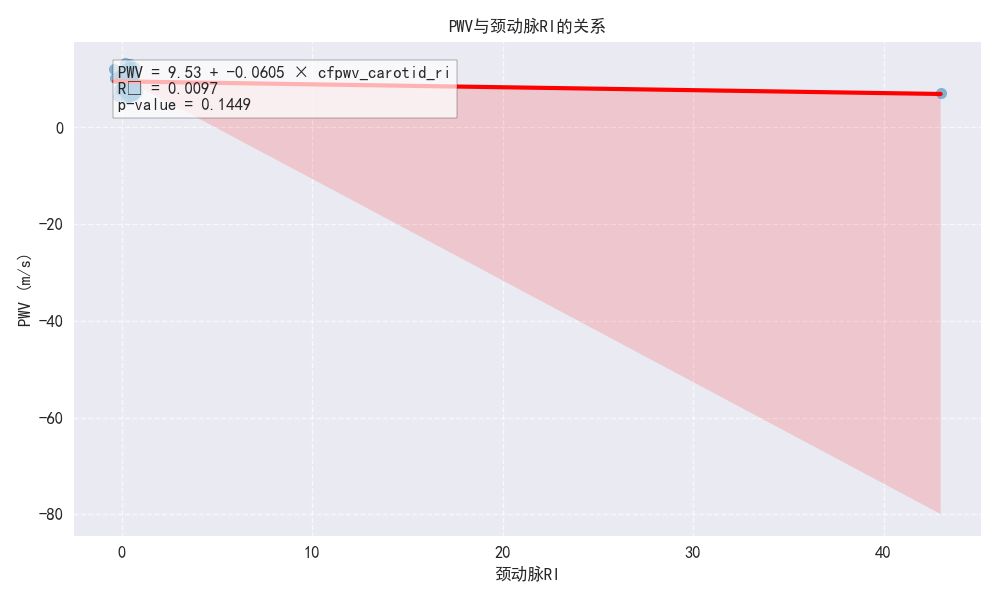 PWV与颈动脉RI的关系
PWV = 9.53 + -0.0605 × cfpwv_carotid_ri
R□ = 0.0097
p-value = 0.1449
PWV (m/s)
0
−20
−40
−60
−80
0 10 20 30 40
颈动脉RI